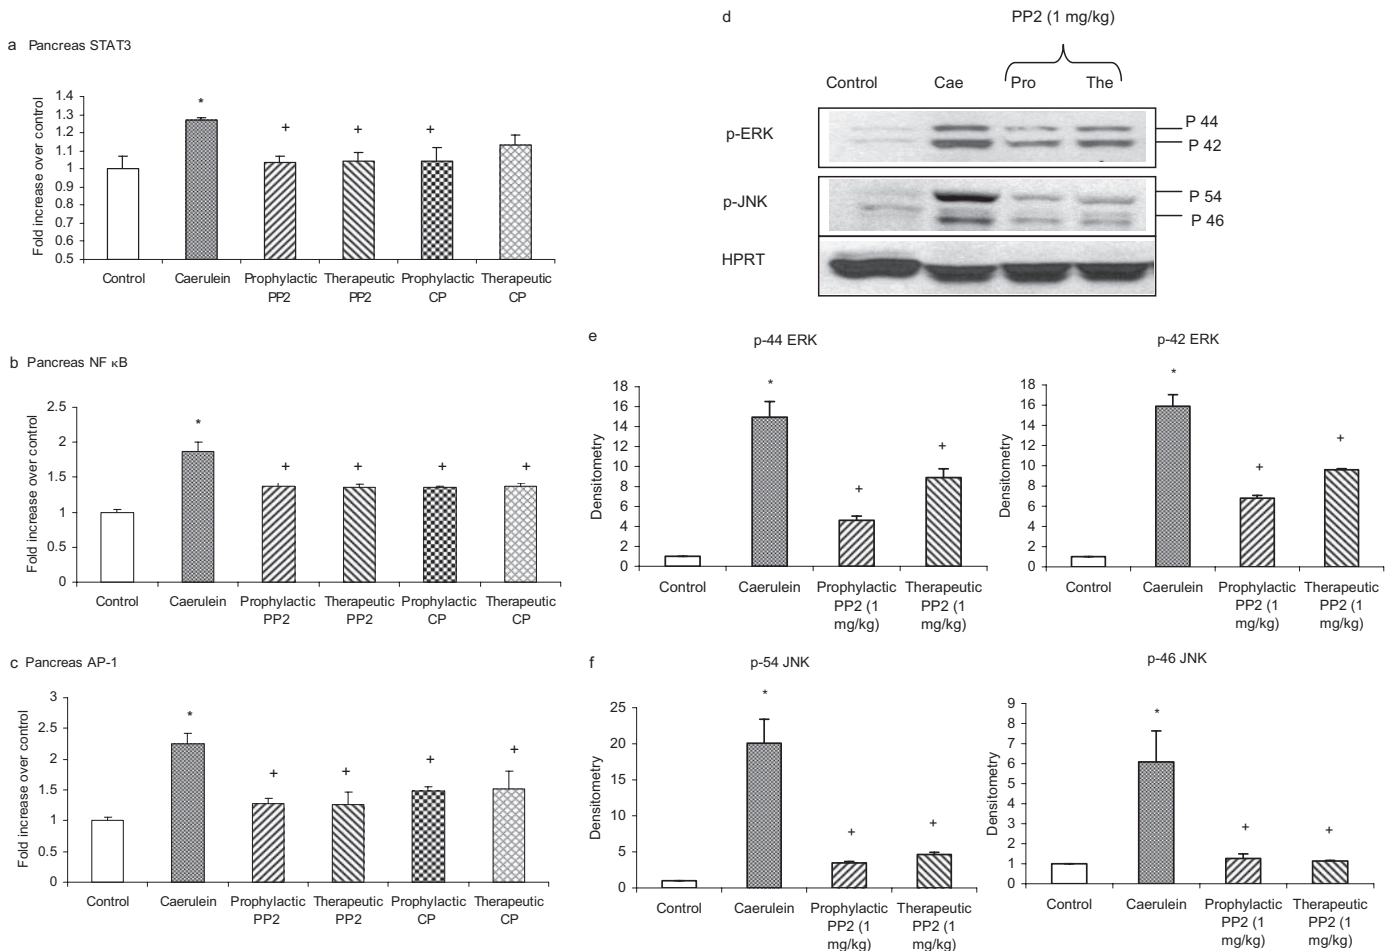 a Pancreas STAT3
Fold increase over control
1.4
1.3
1.2
1.1
1
0.9
0.8
0.7
0.6
0.5
*
+
+
+
Control Caerulein Prophylactic Therapeutic Prophylactic Therapeutic
PP2 PP2 CP CP
b Pancreas NF κB
Fold increase over control
2.5
2
1.5
1
0.5
0
*
+ + + +
Control Caerulein Prophylactic Therapeutic Prophylactic Therapeutic
PP2 PP2 CP CP
c Pancreas AP-1
Fold increase over control
3
2.5
2
1.5
1
0.5
0
*
+ + + +
Control Caerulein Prophylactic Therapeutic Prophylactic Therapeutic
PP2 PP2 CP CP
d
PP2 (1 mg/kg)
Control Cae Pro The
p-ERK
P 44
P 42
p-JNK
P 54
P 46
HPRT
e
p-44 ERK
Densitometry
18
16
14
12
10
8
6
4
2
0
*
+
+
Control Caerulein Prophylactic Therapeutic
PP2 (1 PP2 (1
mg/kg) mg/kg)
p-42 ERK
Densitometry
18
16
14
12
10
8
6
4
2
0
*
+
+
Control Caerulein Prophylactic Therapeutic
PP2 (1 PP2 (1
mg/kg) mg/kg)
f
p-54 JNK
Densitometry
25
20
15
10
5
0
*
+
+
Control Caerulein Prophylactic Therapeutic
PP2 (1 PP2 (1
mg/kg) mg/kg)
p-46 JNK
Densitometry
9
8
7
6
5
4
3
2
1
0
*
+
+
Control Caerulein Prophylactic Therapeutic
PP2 (1 PP2 (1
mg/kg) mg/kg)